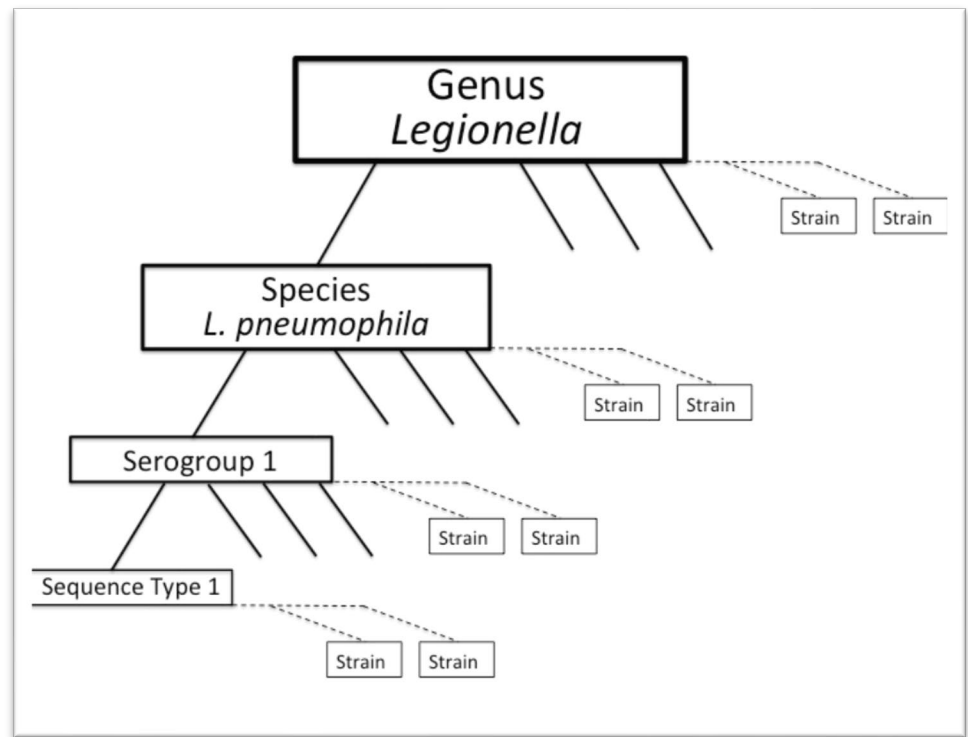 Genus
Legionella
Strain
Strain
Species
L. pneumophila
Strain
Strain
Serogroup 1
Strain
Strain
Sequence Type 1
Strain
Strain